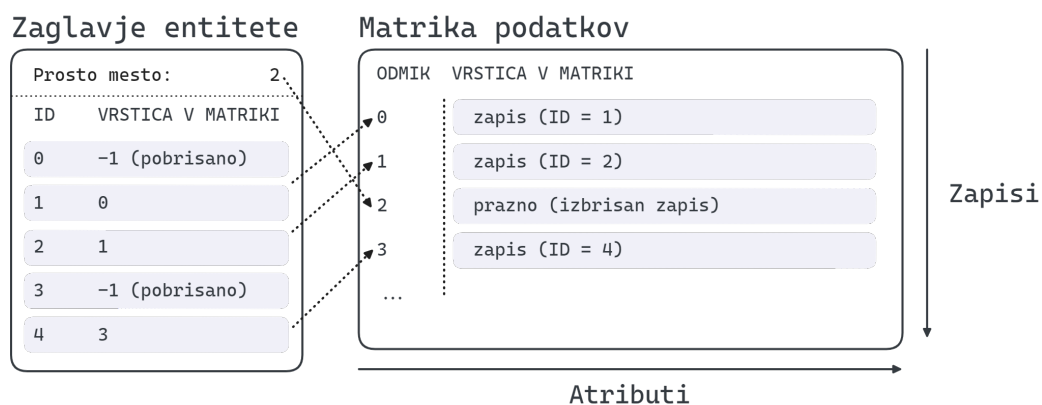 Zaglavje entitete
Prosto mesto: 2
ID VRSTICA V MATRIKI
0 -1 (pobrisano)
1 0
2 1
3 -1 (pobrisano)
4 3
Matrika podatkov
ODMIK VRSTICA V MATRIKI
0 zapis (ID = 1)
1 zapis (ID = 2)
2 prazno (izbrisan zapis)
3 zapis (ID = 4)
...
Zapisi
Atributi